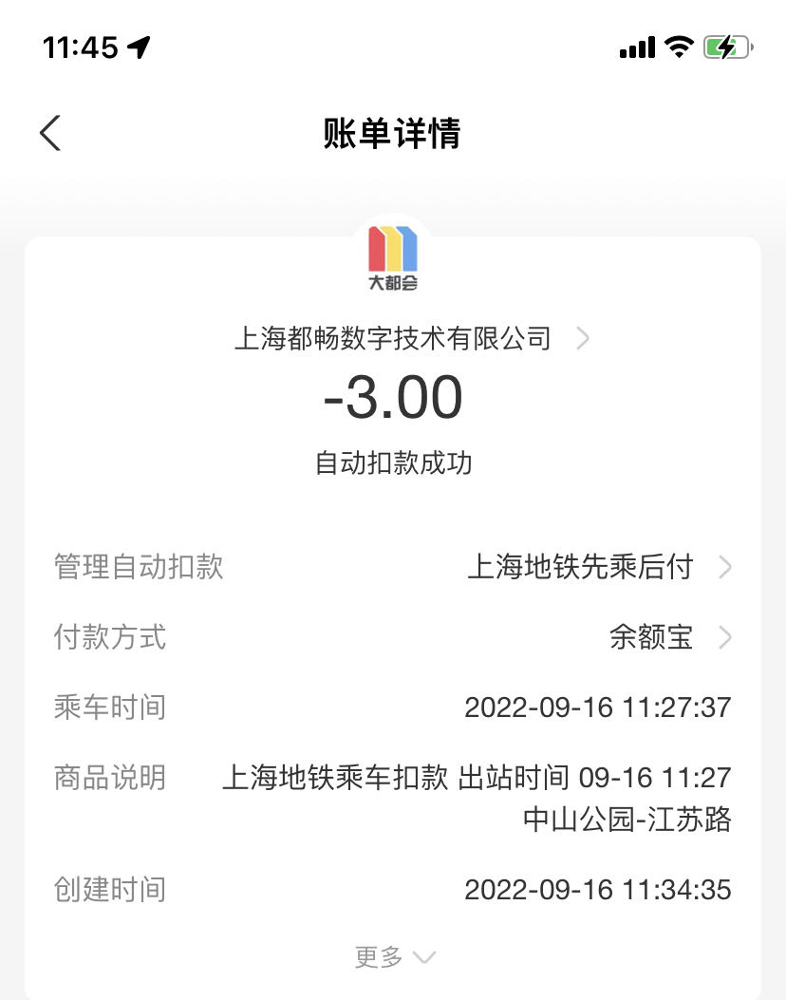 11:45
账单详情
大都会
上海都畅数字技术有限公司
-3.00
自动扣款成功
管理自动扣款 上海地铁先乘后付
付款方式 余额宝
乘车时间 2022-09-16 11:27:37
商品说明 上海地铁乘车扣款 出站时间 09-16 11:27
中山公园-江苏路
创建时间 2022-09-16 11:34:35
更多